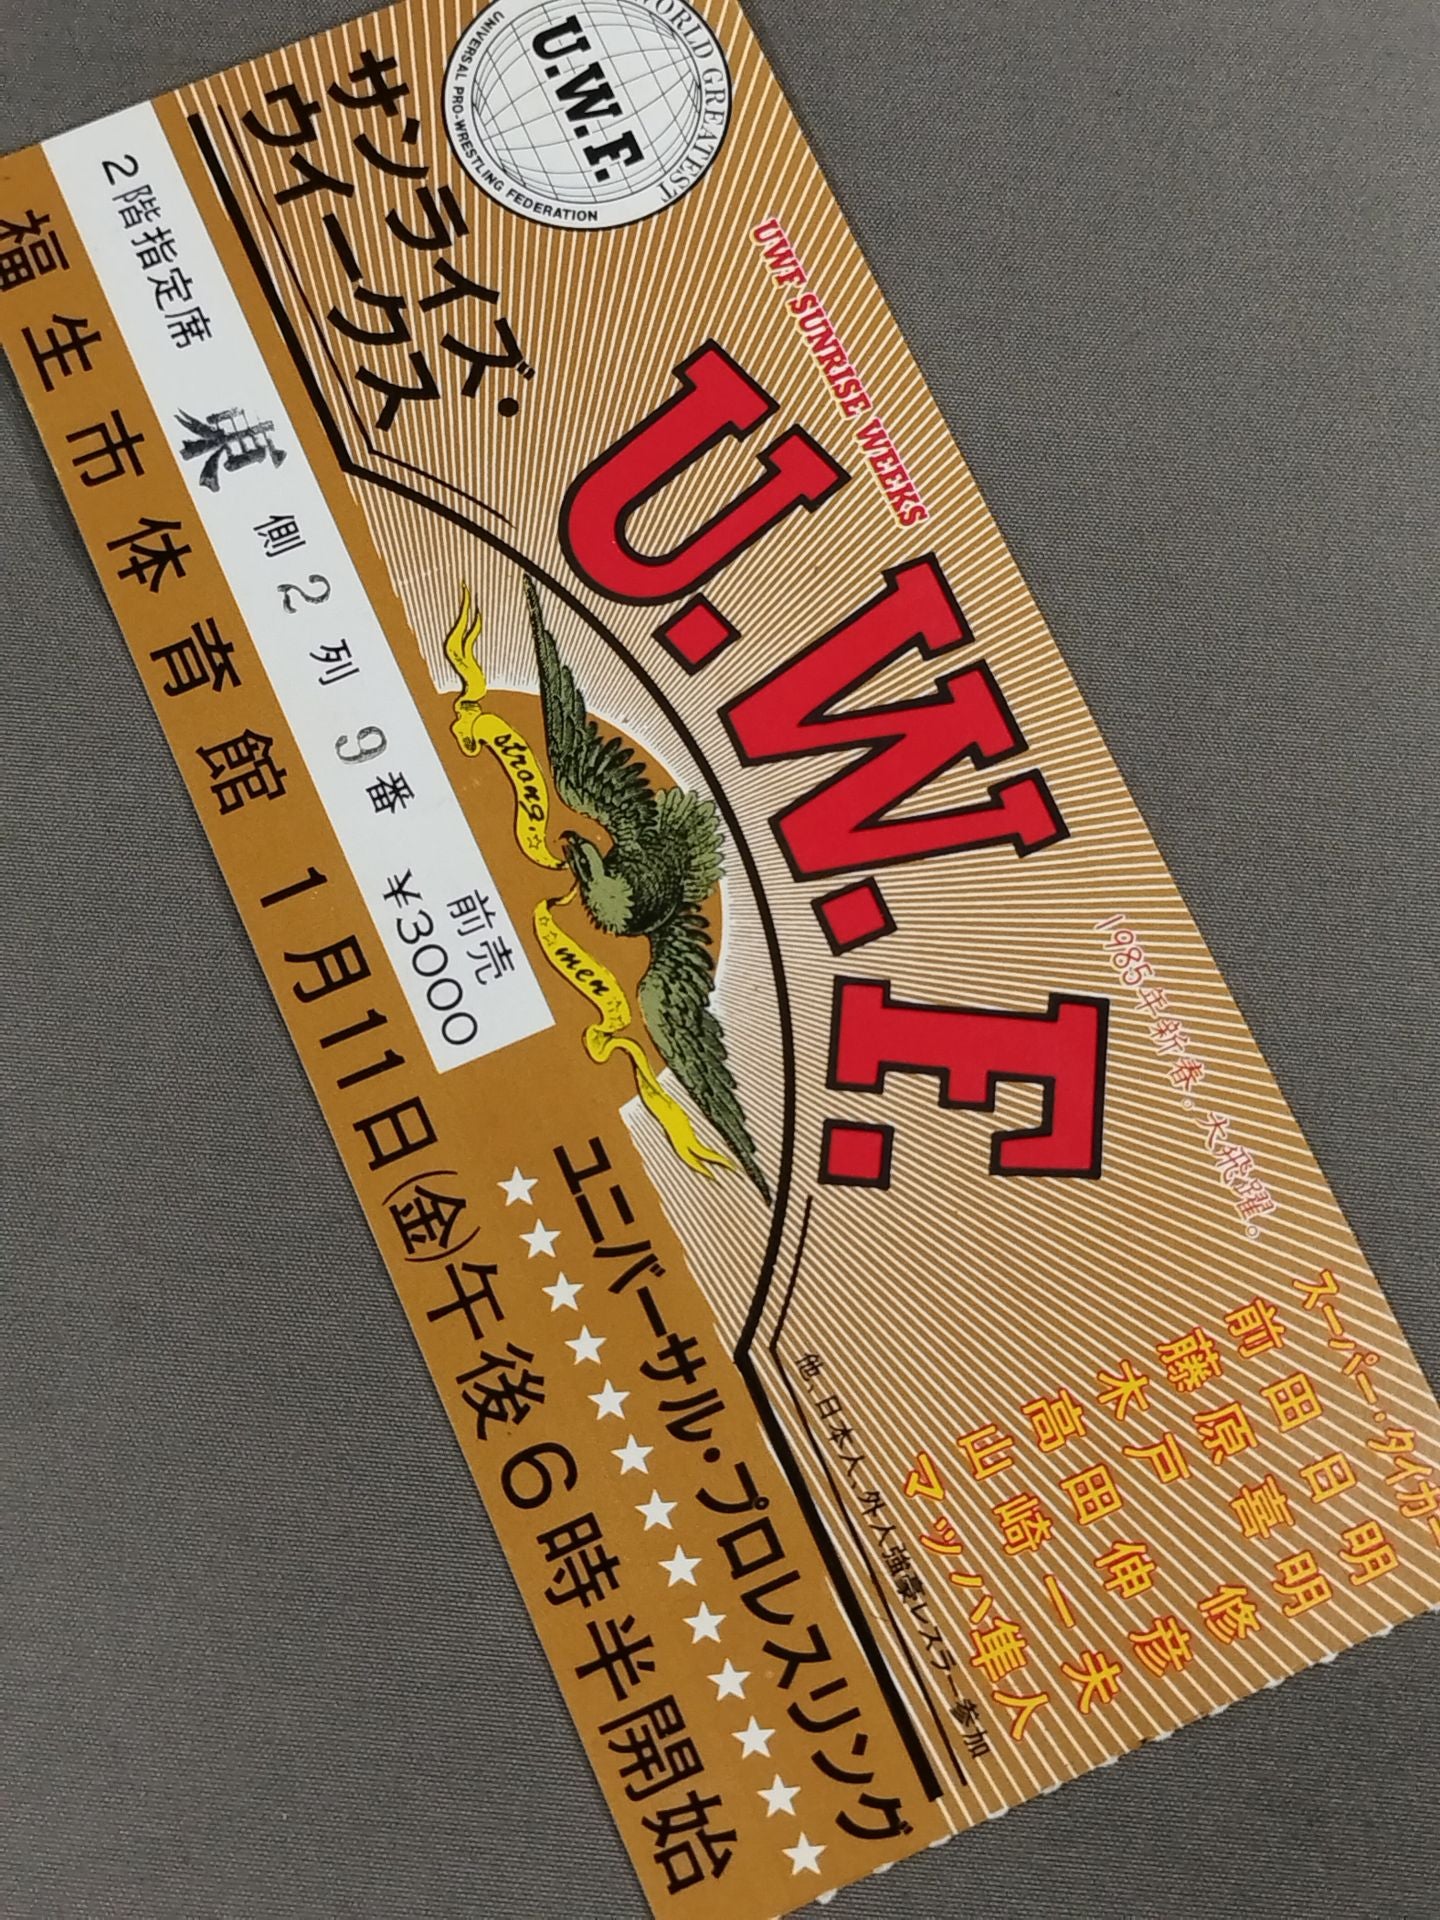 WORLD GREATEST
U.W.F.
UNIVERSAL PRO-WRESTLING FEDERATION
サンライズ・
ウイークス
UWF SUNRISE WEEKS
U.W.F.
1985年新春。大飛躍。
strong
men
スーパー・タイガー
前田日明
藤原喜明
木戸修
高田伸彦
山崎一夫
マッハ隼人
他、日本人、外人強豪レスラー参加
ユニバーサル・プロレスリング
2階指定席 東側2列9番 前売
¥3000
福生市体育館 1月11日(金)午後6時半開始